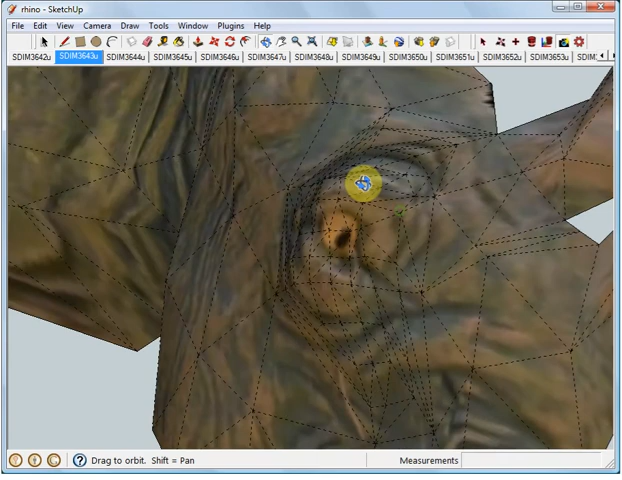 rhino - SketchUp
File Edit View Camera Draw Tools Window Plugins Help
SDIM3642u SDIM3643u SDIM3644u SDIM3645u SDIM3646u SDIM3647u SDIM3648u SDIM3649u SDIM3650u SDIM3651u SDIM3652u SDIM3653u SDIM:
Drag to orbit. Shift = Pan Measurements